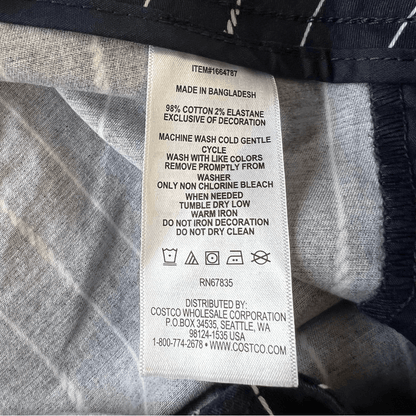 ITEM#1664787
MADE IN BANGLADESH
98% COTTON 2% ELASTANE
EXCLUSIVE OF DECORATION
MACHINE WASH COLD GENTLE
CYCLE
WASH WITH LIKE COLORS
REMOVE PROMPTLY FROM
WASHER
ONLY NON CHLORINE BLEACH
WHEN NEEDED
TUMBLE DRY LOW
WARM IRON
DO NOT IRON DECORATION
DO NOT DRY CLEAN
RN67835
DISTRIBUTED BY:
COSTCO WHOLESALE CORPORATION
P.O.BOX 34535, SEATTLE, WA
98124-1535 USA
1-800-774-2678 • WWW.COSTCO.COM